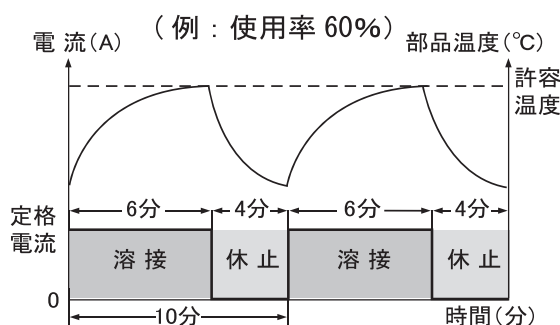 (例：使用率60%)
電流(A)
部品温度(℃)
許容
温度
6分
4分
6分
4分
定格
電流
溶接
休止
溶接
休止
0
10分
時間(分)